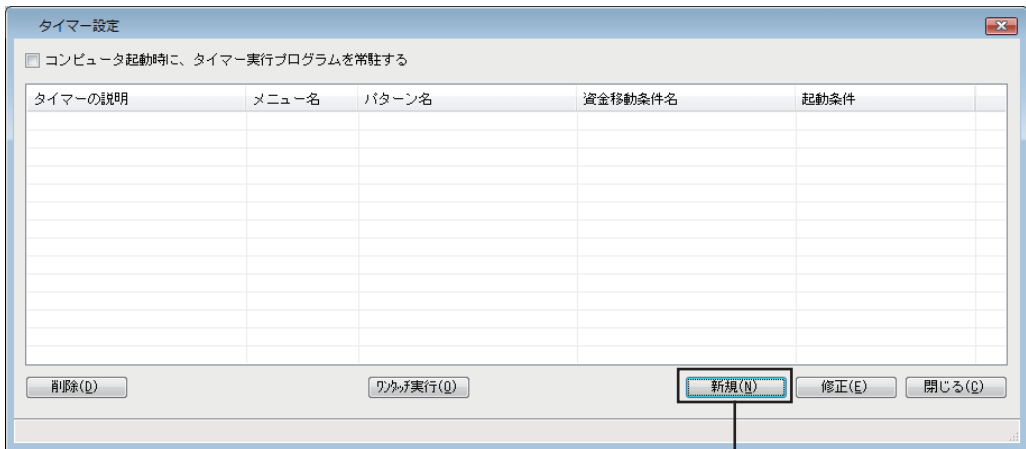 タイマー設定
コンピュータ起動時に、タイマー実行プログラムを常駐する
タイマーの説明 メニュー名 パターン名 資金移動条件名 起動条件
削除(D) ワンタッチ実行(O) 新規(N) 修正(E) 閉じる(C)